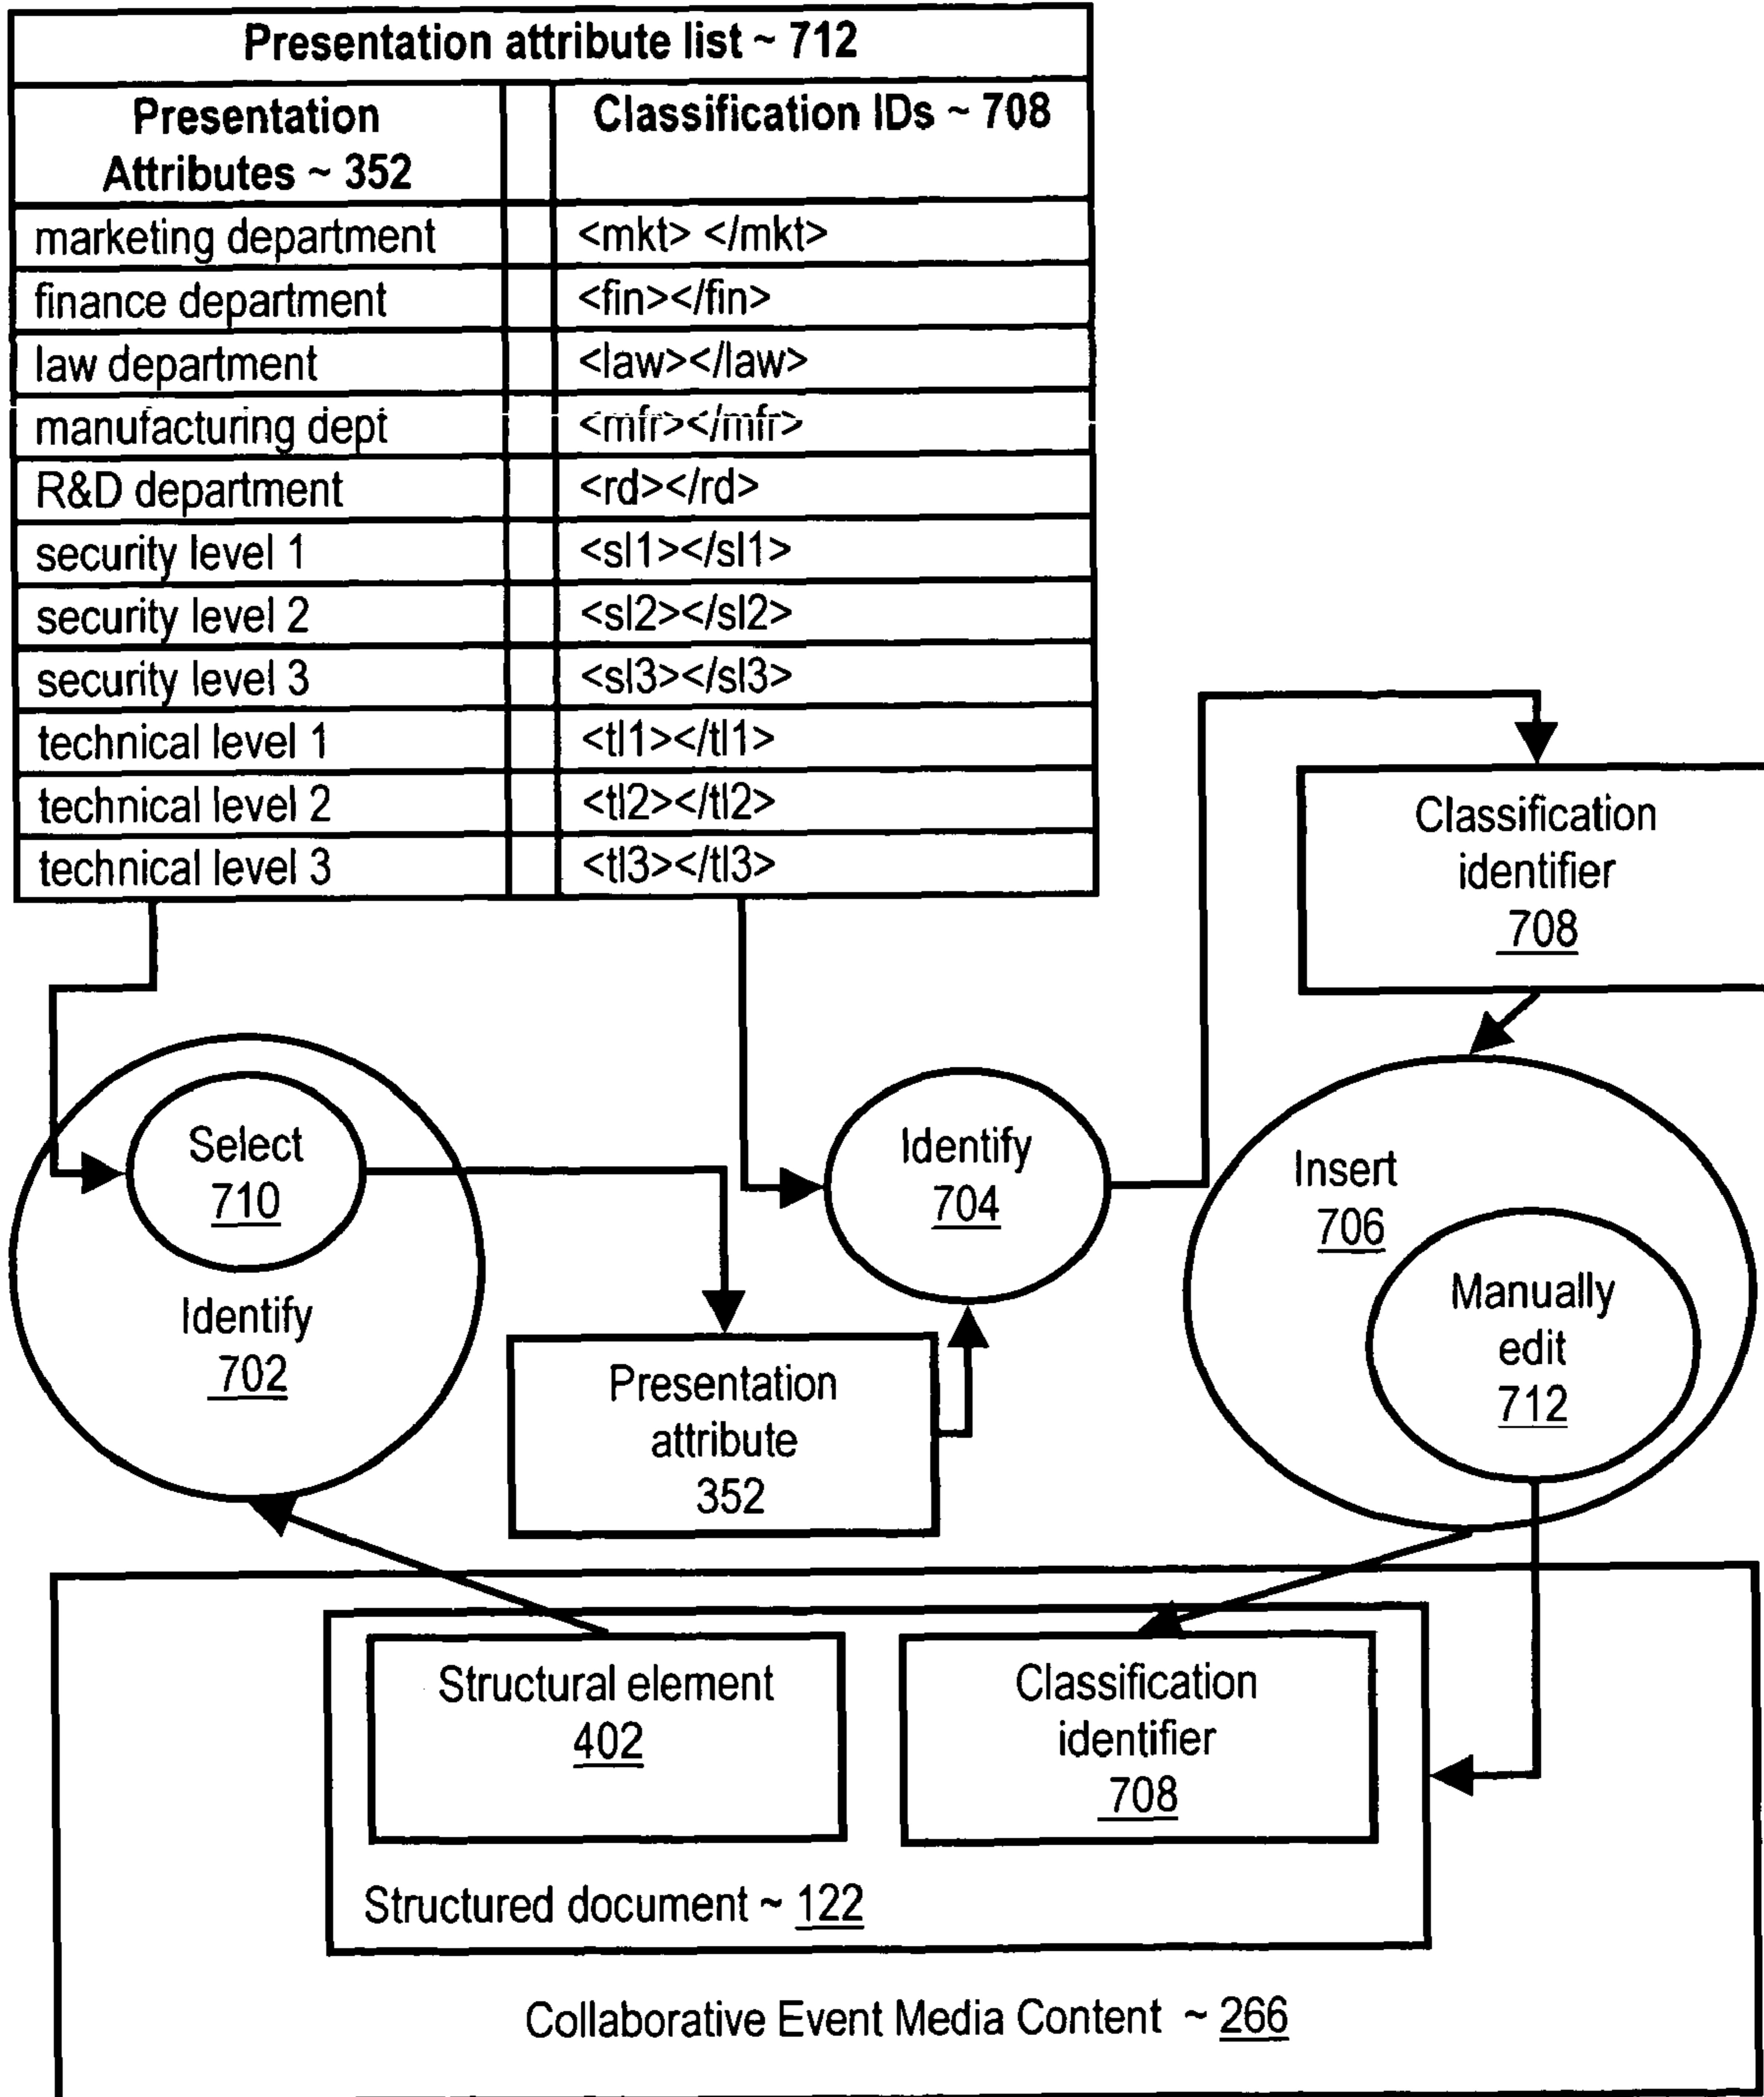 Presentation attribute list ~ 712
Presentation
Attributes ~ 352
Classification IDs ~ 708
marketing department <mkt> </mkt>
finance department <fin></fin>
law department <law></law>
manufacturing dept <mfr></mfr>
R&D department <rd></rd>
security level 1 <sl1></sl1>
security level 2 <sl2></sl2>
security level 3 <sl3></sl3>
technical level 1 <tl1></tl1>
technical level 2 <tl2></tl2>
technical level 3 <tl3></tl3>
Classification
identifier
708
Select
710
Identify
702
Identify
704
Insert
706
Manually
edit
712
Presentation
attribute
352
Structural element
402
Classification
identifier
708
Structured document ~ 122
Collaborative Event Media Content ~ 266